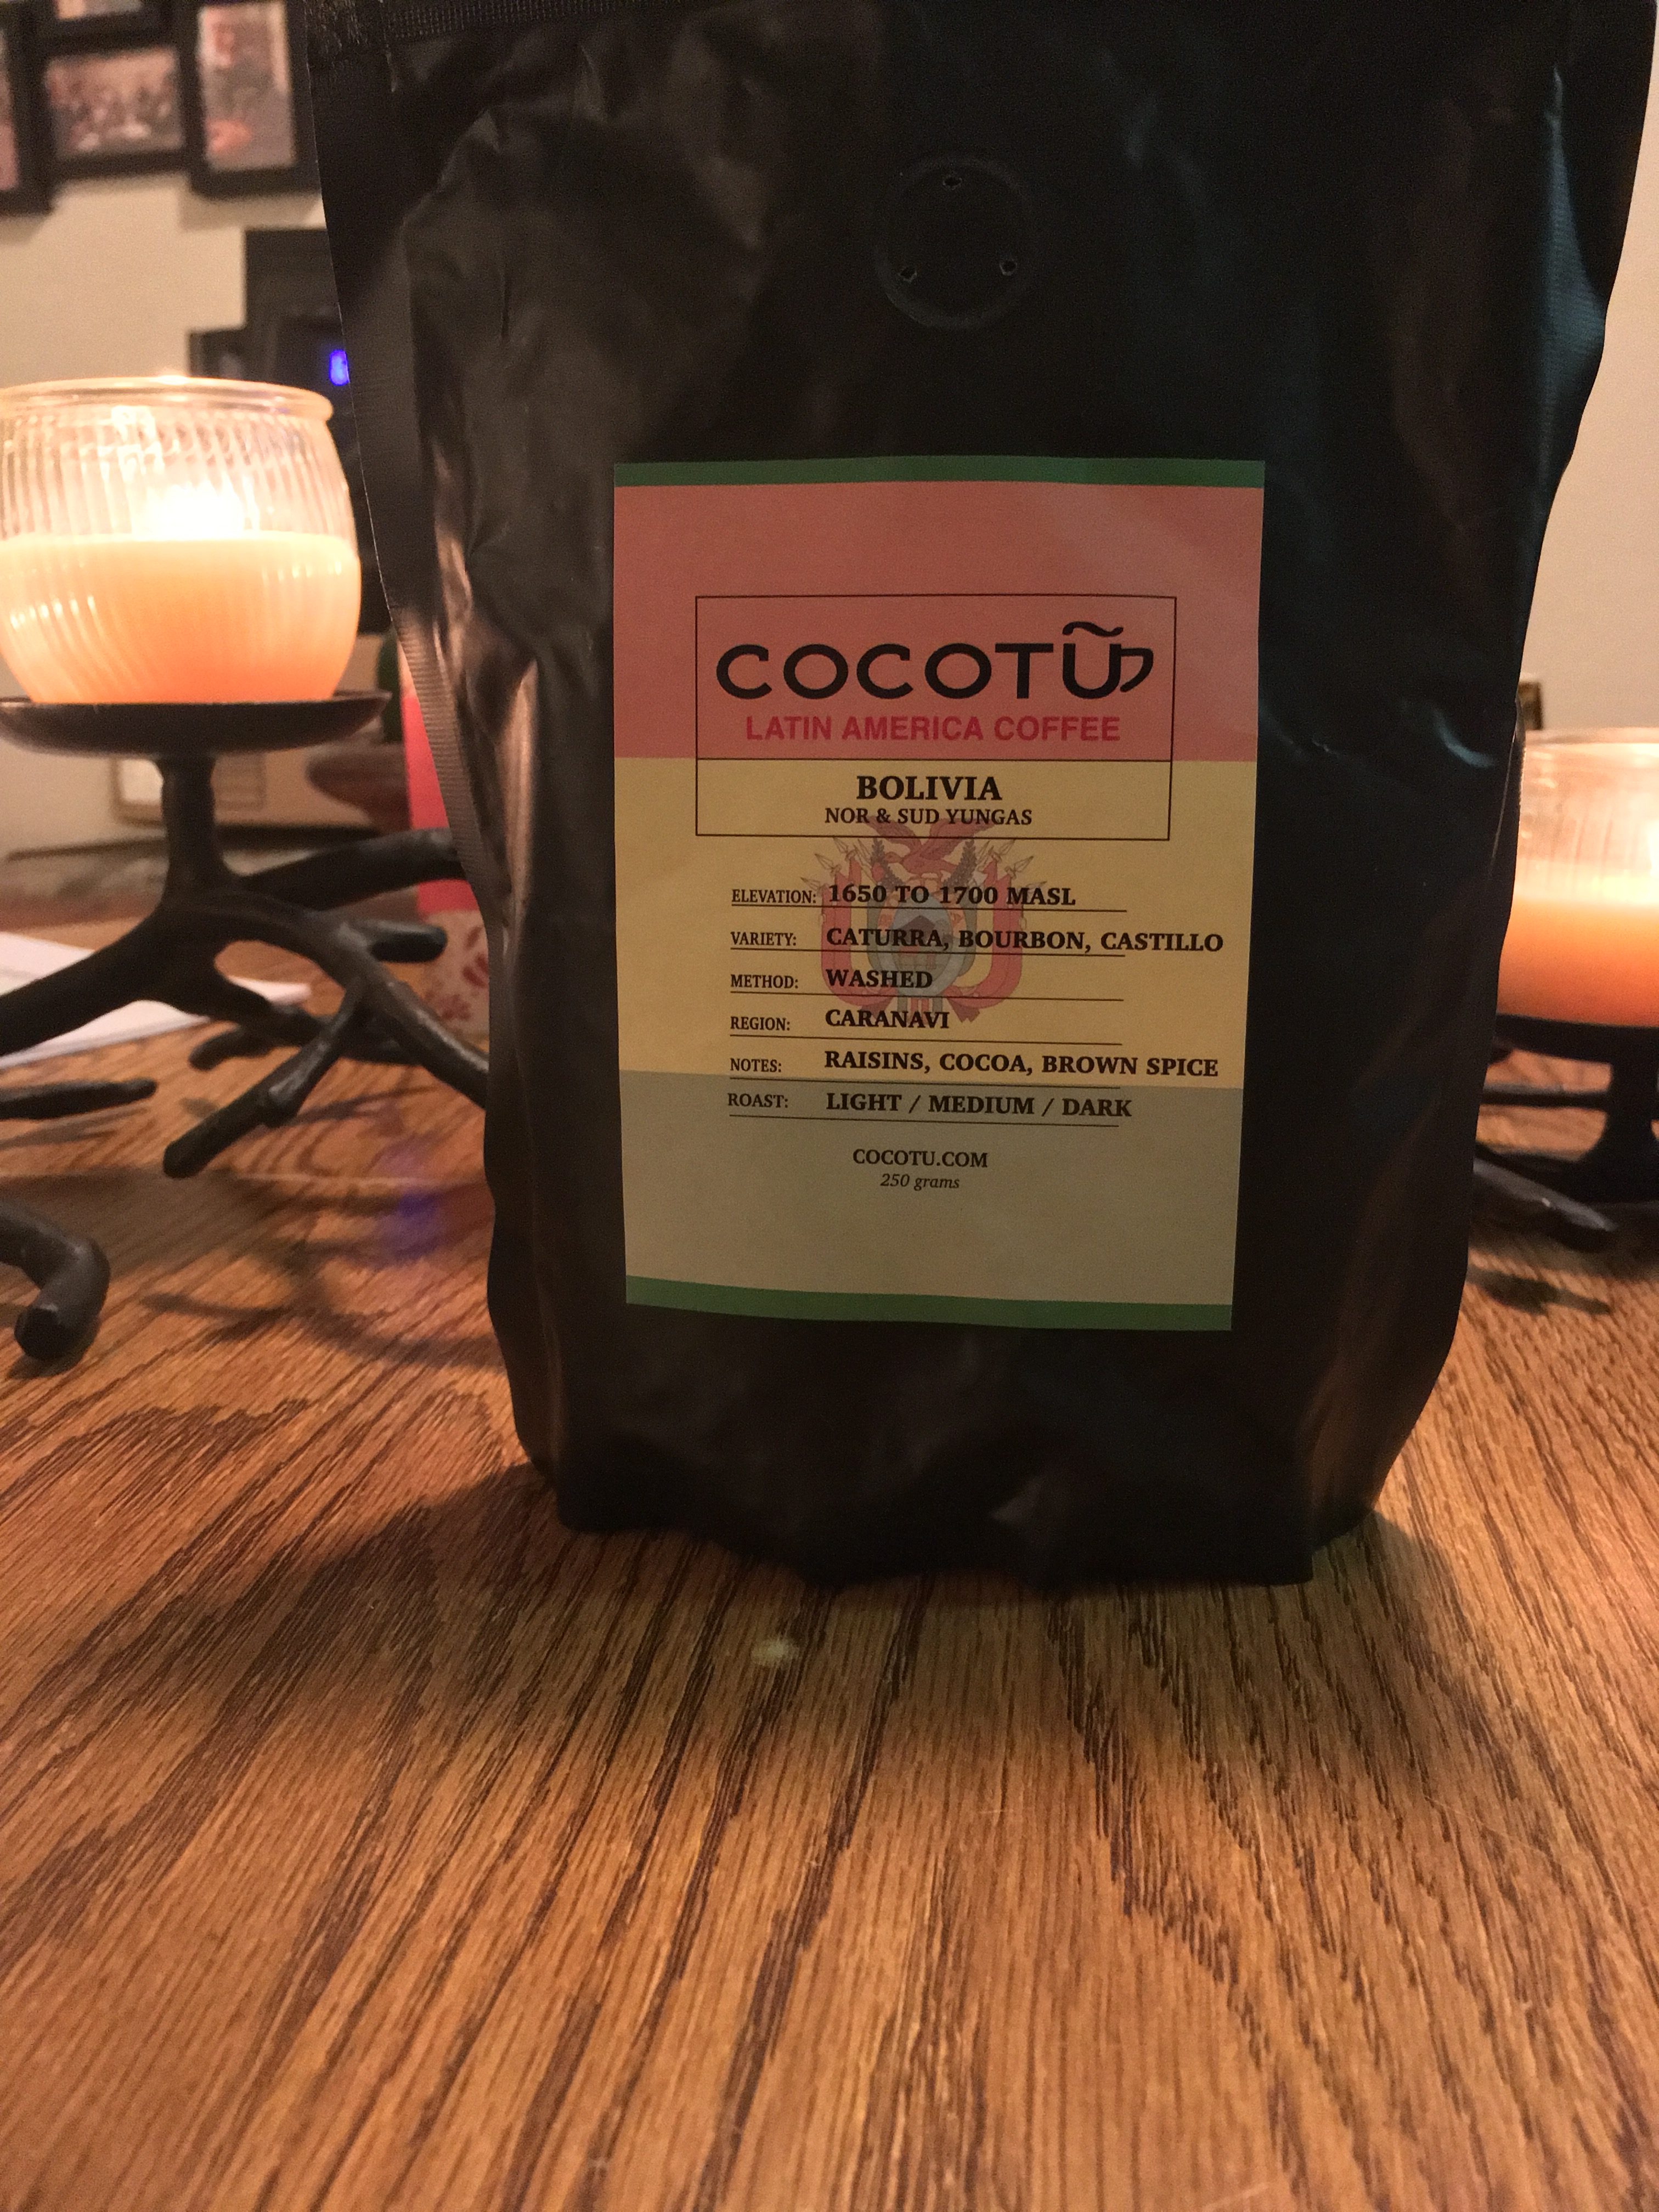 COCOTŨ
LATIN AMERICA COFFEE
BOLIVIA
NOR & SUD YUNGAS
ELEVATION: 1650 TO 1700 MASL
VARIETY: CATURRA, BOURBON, CASTILLO
METHOD: WASHED
REGION: CARANAVI
NOTES: RAISINS, COCOA, BROWN SPICE
ROAST: LIGHT / MEDIUM / DARK
COCOTU.COM
250 grams